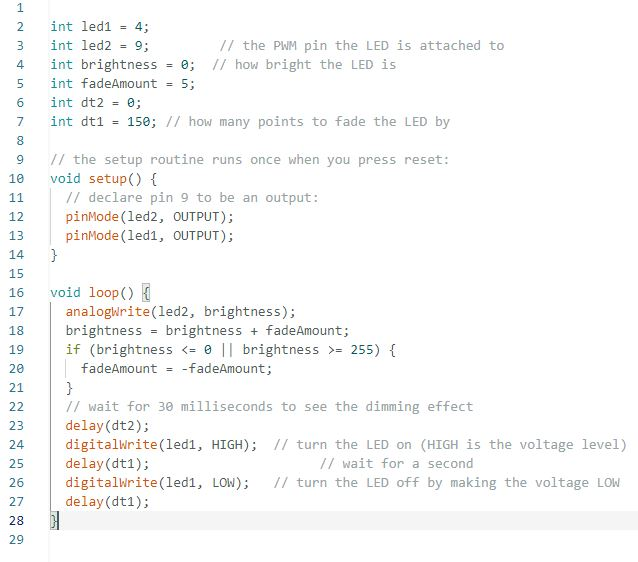 1
2 int led1 = 4;
3 int led2 = 9;         // the PWM pin the LED is attached to
4 int brightness = 0;  // how bright the LED is
5 int fadeAmount = 5;
6 int dt2 = 0;
7 int dt1 = 150; // how many points to fade the LED by
8
9 // the setup routine runs once when you press reset:
10 void setup() {
11   // declare pin 9 to be an output:
12   pinMode(led2, OUTPUT);
13   pinMode(led1, OUTPUT);
14 }
15
16 void loop() {
17   analogWrite(led2, brightness);
18   brightness = brightness + fadeAmount;
19   if (brightness <= 0 || brightness >= 255) {
20     fadeAmount = -fadeAmount;
21   }
22   // wait for 30 milliseconds to see the dimming effect
23   delay(dt2);
24   digitalWrite(led1, HIGH);  // turn the LED on (HIGH is the voltage level)
25   delay(dt1);                      // wait for a second
26   digitalWrite(led1, LOW);   // turn the LED off by making the voltage LOW
27   delay(dt1);
28 }
29